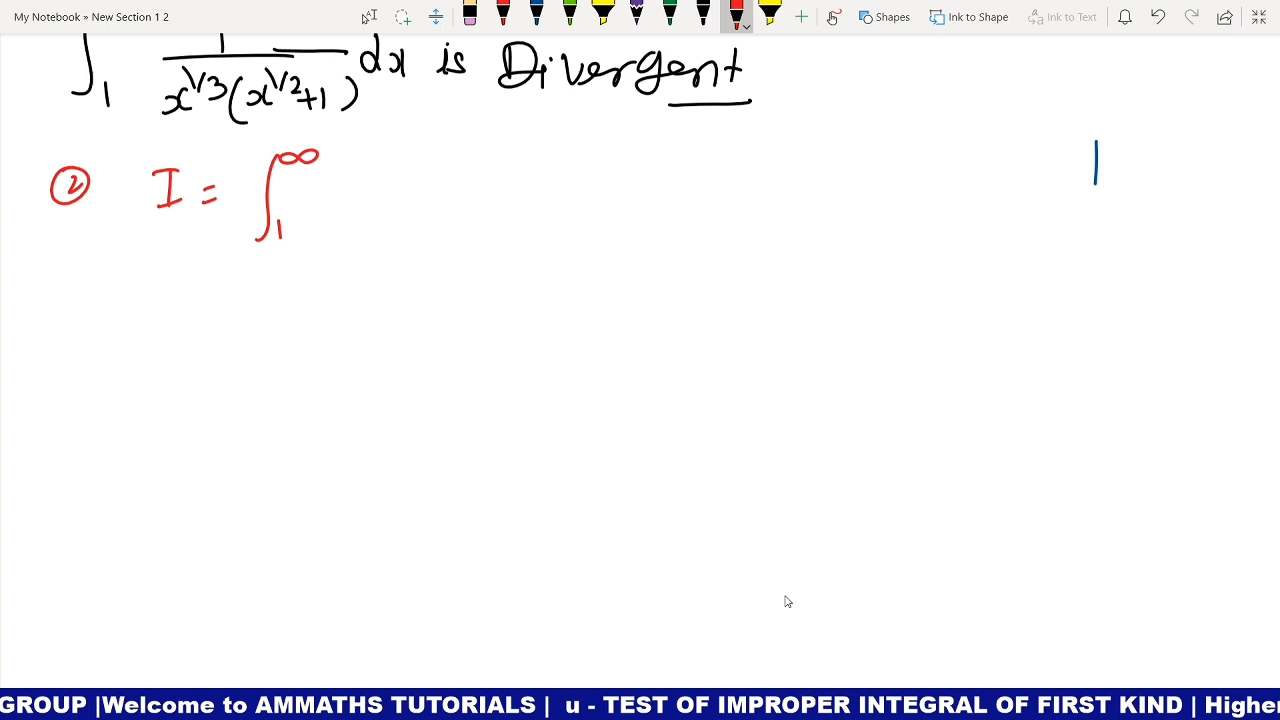 My Notebook » New Section 1 2
Shapes
Ink to Shape
Ink to Text
∫₁ 1/(x^1/3(x^1/2+1)) dx is Divergent
② I = ∫₁^∞
GROUP |Welcome to AMMATHS TUTORIALS | u - TEST OF IMPROPER INTEGRAL OF FIRST KIND | Highe